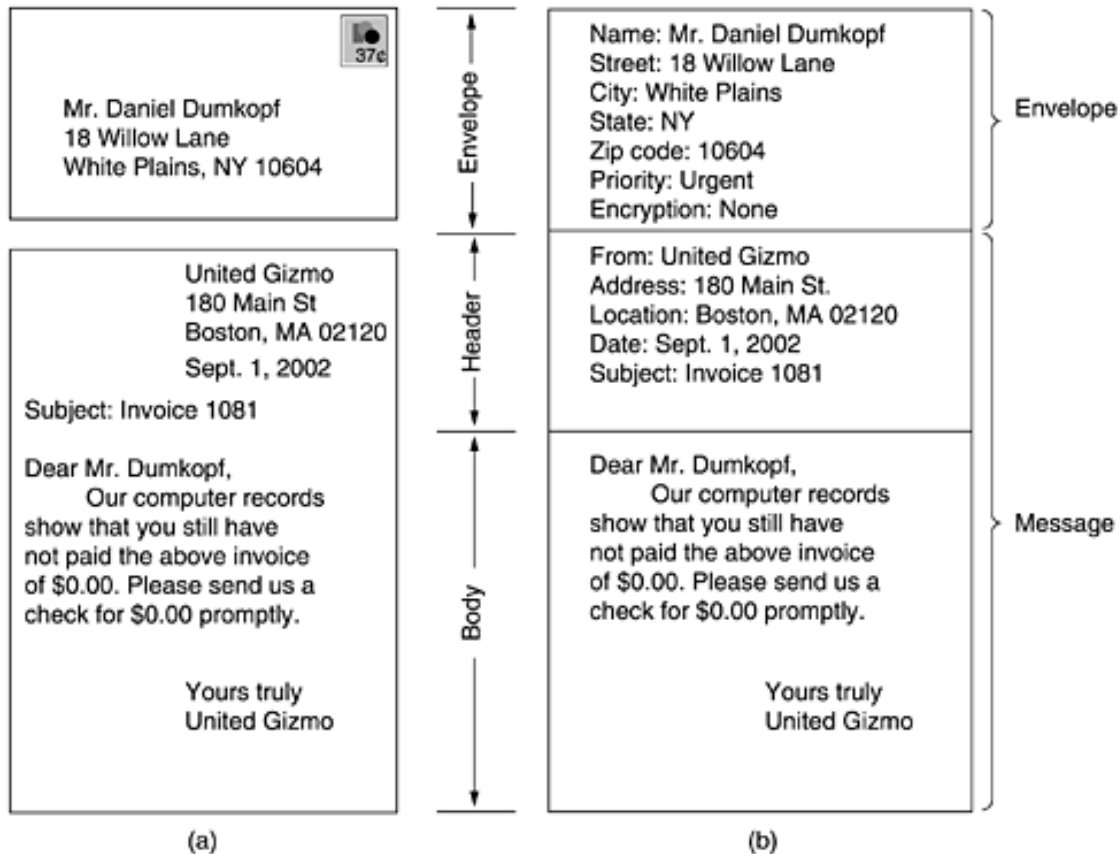 37¢
Mr. Daniel Dumkopf
18 Willow Lane
White Plains, NY 10604
United Gizmo
180 Main St
Boston, MA 02120
Sept. 1, 2002
Subject: Invoice 1081
Dear Mr. Dumkopf,
Our computer records
show that you still have
not paid the above invoice
of $0.00. Please send us a
check for $0.00 promptly.
Yours truly
United Gizmo
(a)
Envelope
Header
Body
Name: Mr. Daniel Dumkopf
Street: 18 Willow Lane
City: White Plains
State: NY
Zip code: 10604
Priority: Urgent
Encryption: None
From: United Gizmo
Address: 180 Main St.
Location: Boston, MA 02120
Date: Sept. 1, 2002
Subject: Invoice 1081
Dear Mr. Dumkopf,
Our computer records
show that you still have
not paid the above invoice
of $0.00. Please send us a
check for $0.00 promptly.
Yours truly
United Gizmo
(b)
Envelope
Message